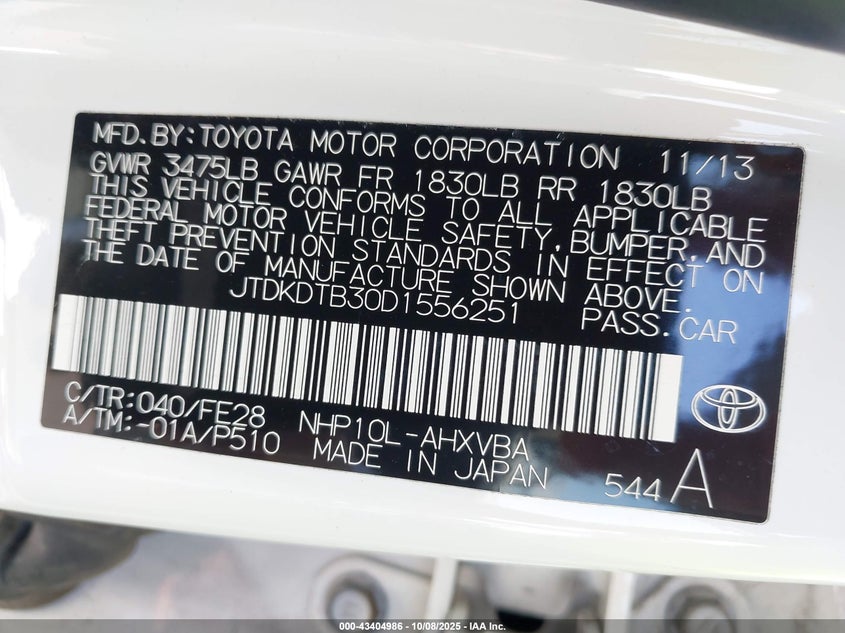 MFD.BY:TOYOTA MOTOR CORPORATION 11/13
GVWR 3475LB GAWR FR 1830LB RR 1830LB
THIS VEHICLE CONFORMS TO ALL APPLICABLE
FEDERAL MOTOR VEHICLE SAFETY,BUMPER,AND
THEFT PREVENTION STANDARDS IN EFFECT ON
THE DATE OF MANUFACTURE SHOWN ABOVE.
JTDKDTB30D1556251 PASS.CAR
C/TR:040/FE28 NHP10L-AHXVBA
A/TM:-01A/P510 MADE IN JAPAN
544 A
000-43404986 - 10/08/2025 - IAA Inc.